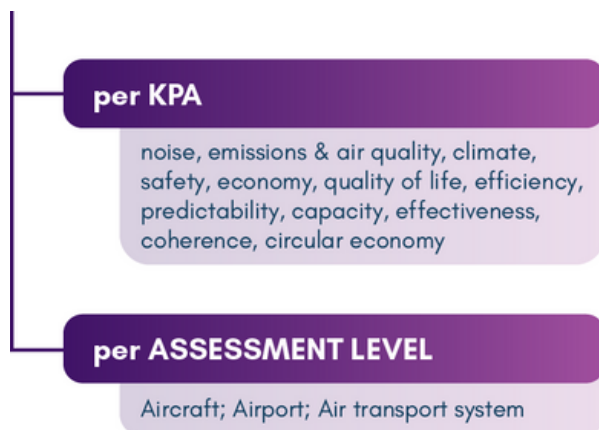 per KPA
noise, emissions & air quality, climate,
safety, economy, quality of life, efficiency,
predictability, capacity, effectiveness,
coherence, circular economy
per ASSESSMENT LEVEL
Aircraft; Airport; Air transport system